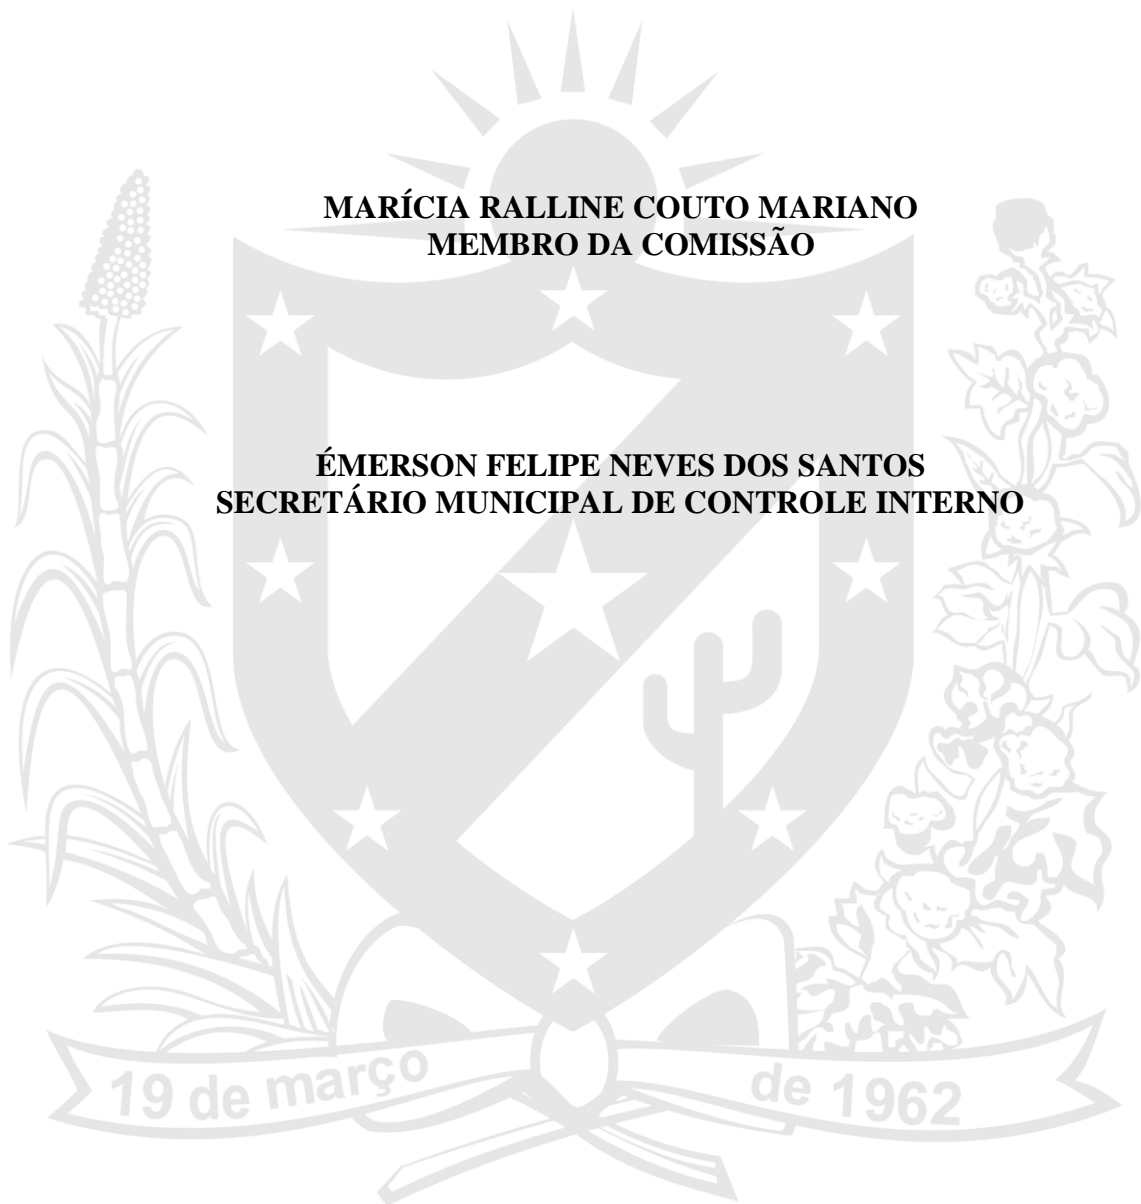 MARÍCIA RALLINE COUTO MARIANO
MEMBRO DA COMISSÃO
ÉMERSON FELIPE NEVES DOS SANTOS
SECRETÁRIO MUNICIPAL DE CONTROLE INTERNO
19 de março de 1962